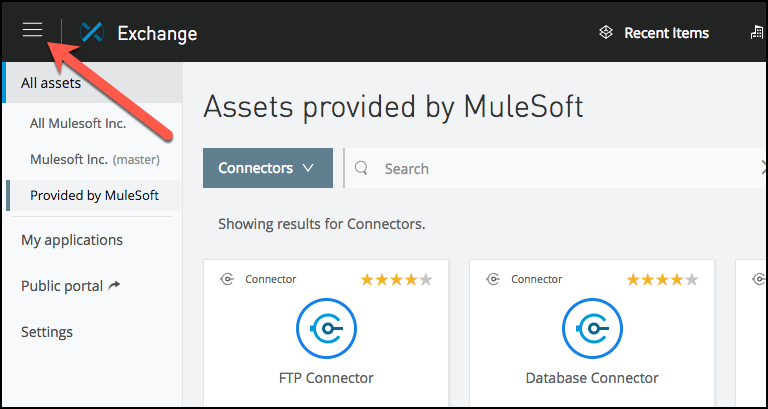 Exchange
Recent Items
All assets
All Mulesoft Inc.
Mulesoft Inc. (master)
Provided by MuleSoft
My applications
Public portal
Settings
Assets provided by MuleSoft
Connectors
Search
Showing results for Connectors.
Connector
FTP Connector
Connector
Database Connector